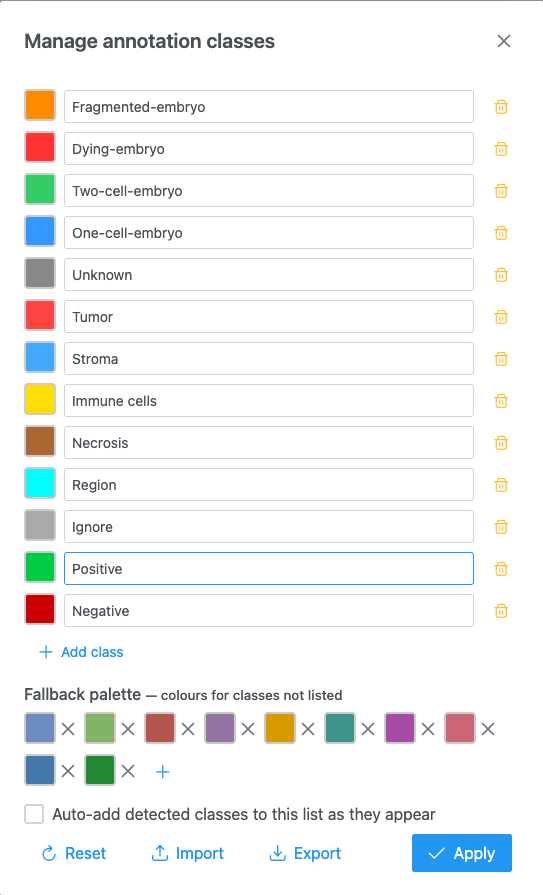 Manage annotation classes
Fragmented-embryo
Dying-embryo
Two-cell-embryo
One-cell-embryo
Unknown
Tumor
Stroma
Immune cells
Necrosis
Region
Ignore
Positive
Negative
Add class
Fallback palette — colours for classes not listed
Auto-add detected classes to this list as they appear
Reset Import Export Apply